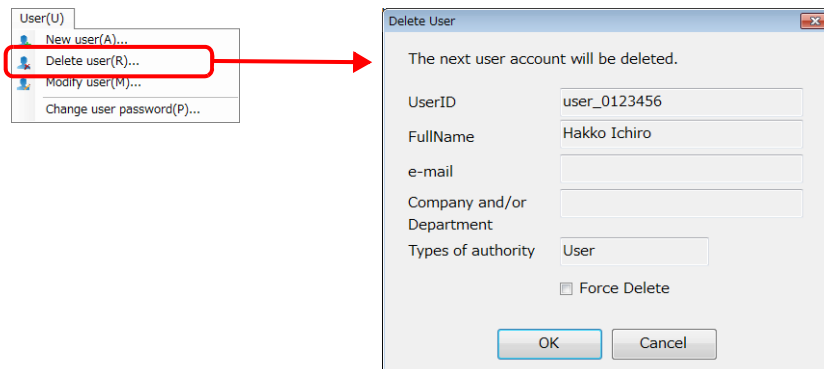 User(U)
New user(A)...
Delete user(R)...
Modify user(M)...
Change user password(P)...
Delete User
The next user account will be deleted.
UserID user_0123456
FullName Hakko Ichiro
e-mail
Company and/or
Department
Types of authority User
Force Delete
OK Cancel